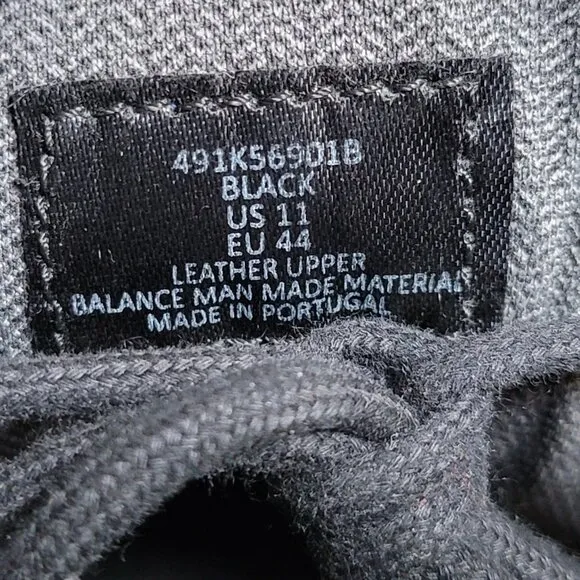 491K56901B
BLACK
US 11
EU 44
LEATHER UPPER
BALANCE MAN MADE MATERIAL
MADE IN PORTUGAL